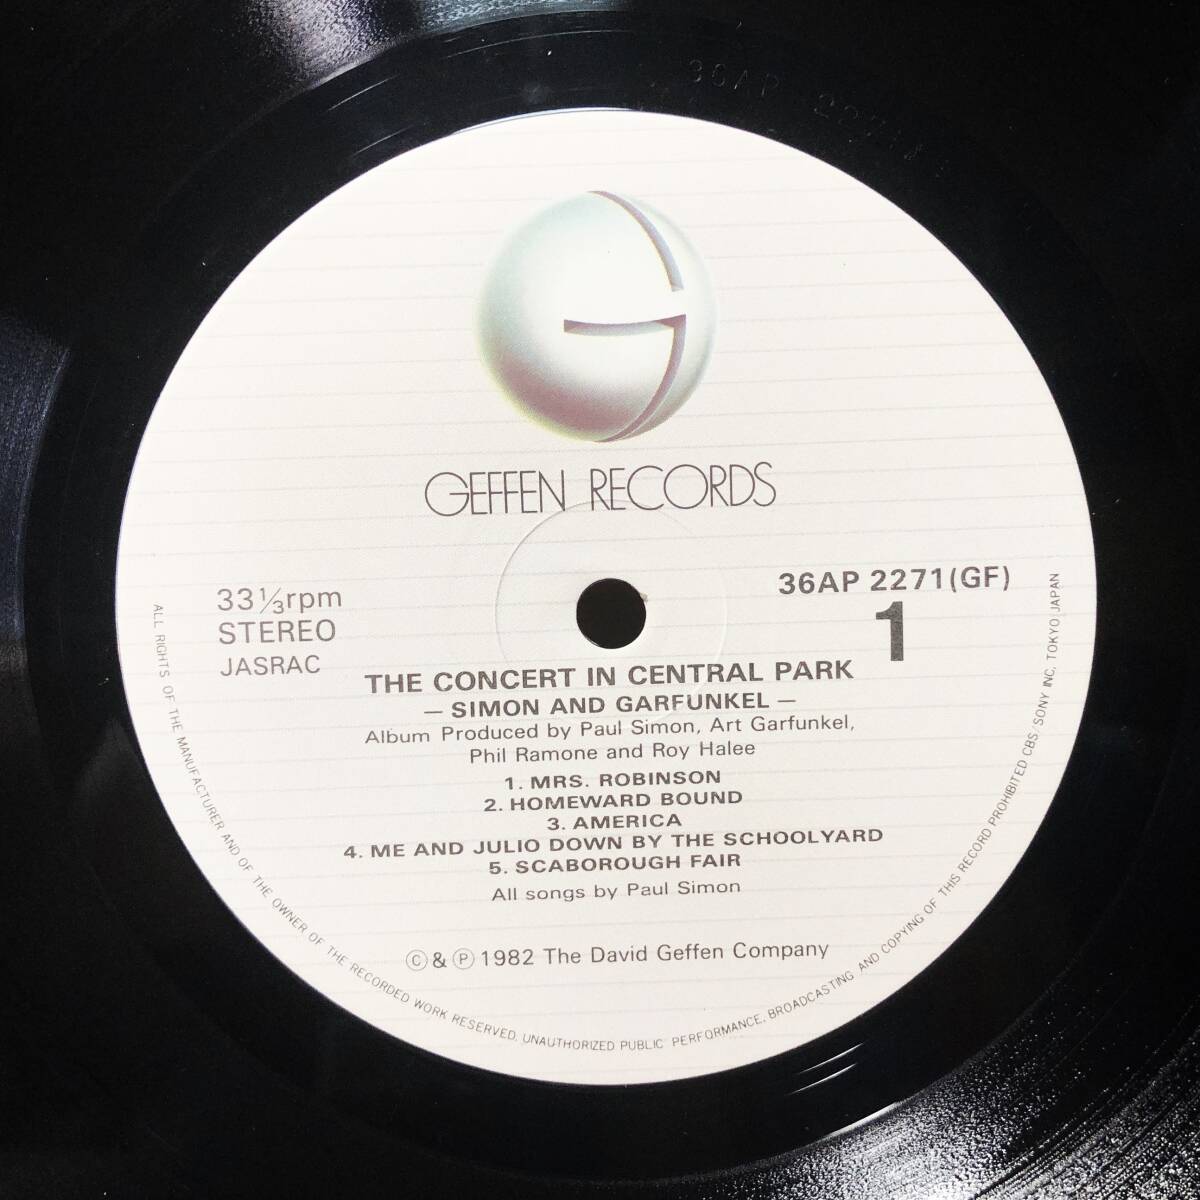 GEFFEN RECORDS
33⅓rpm
STEREO
JASRAC
36AP 2271(GF)
1
THE CONCERT IN CENTRAL PARK
— SIMON AND GARFUNKEL —
Album Produced by Paul Simon, Art Garfunkel,
Phil Ramone and Roy Halee
1. MRS. ROBINSON
2. HOMEWARD BOUND
3. AMERICA
4. ME AND JULIO DOWN BY THE SCHOOLYARD
5. SCABOROUGH FAIR
All songs by Paul Simon
Ⓒ & Ⓟ 1982 The David Geffen Company
ALL RIGHTS OF THE MANUFACTURER AND OF THE OWNER OF THE RECORDED WORK RESERVED. UNAUTHORIZED PUBLIC PERFORMANCE, BROADCASTING AND COPYING OF THIS RECORD PROHIBITED CBS/SONY INC. TOKYO JAPAN
36AP